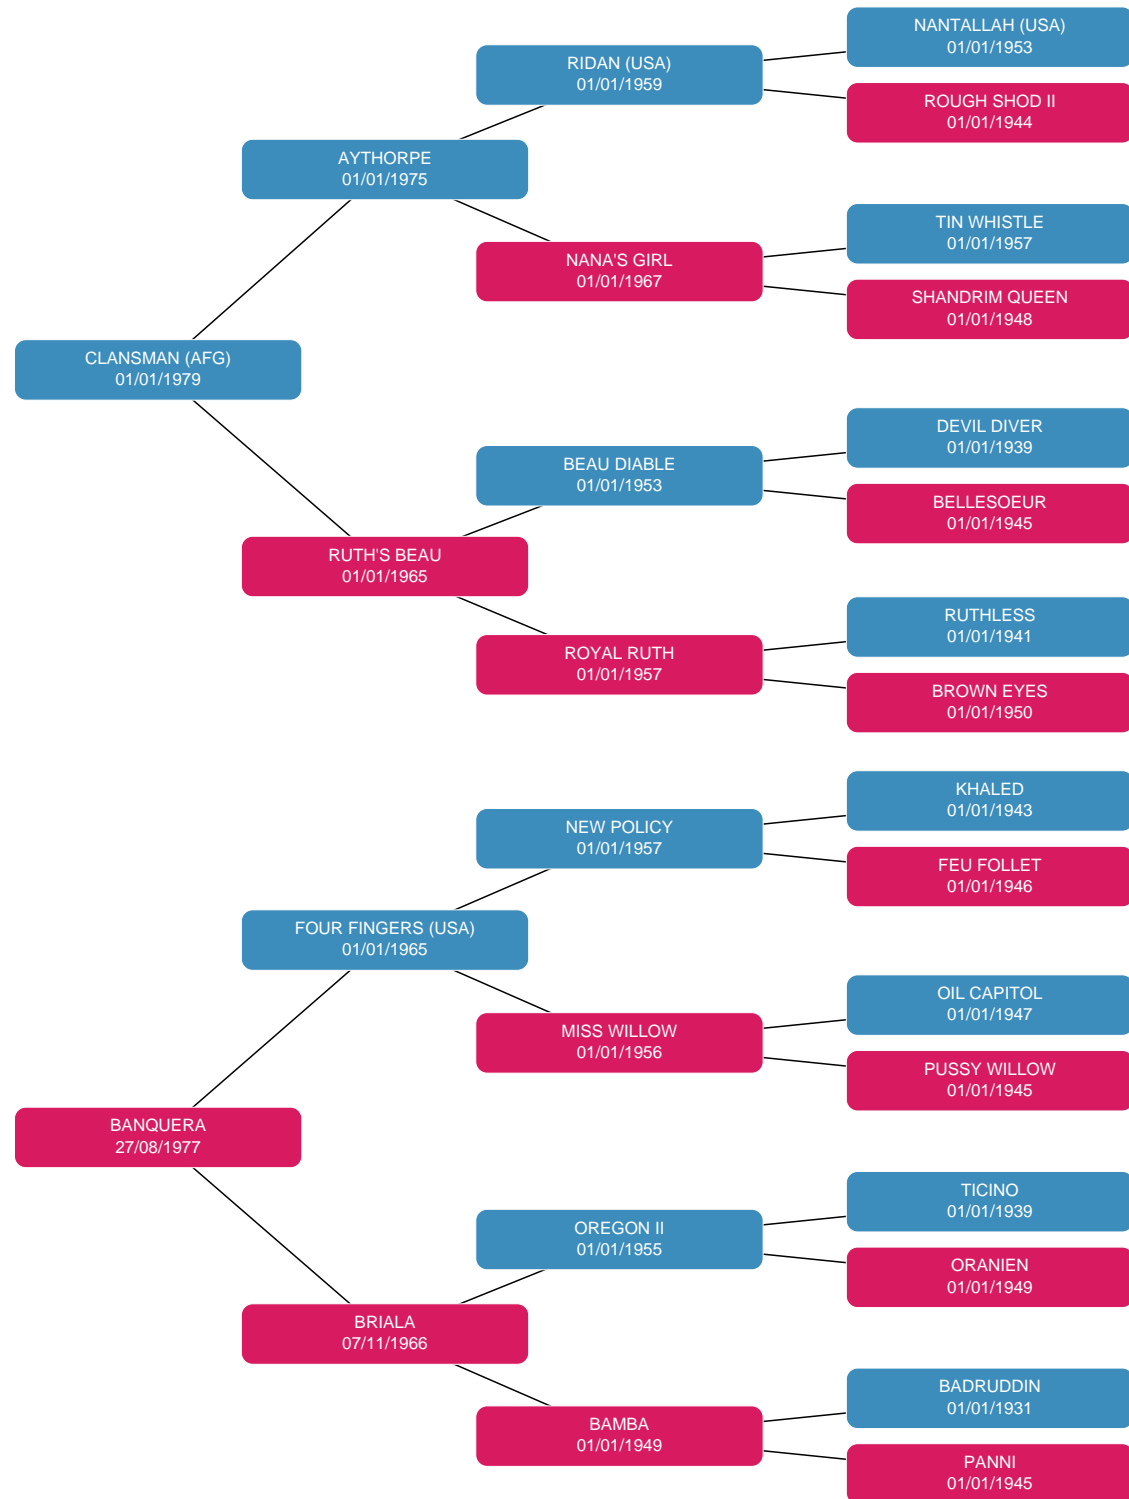 NANTALLAH (USA)
01/01/1953
RIDAN (USA)
01/01/1959
ROUGH SHOD II
01/01/1944
AYTHORPE
01/01/1975
TIN WHISTLE
01/01/1957
NANA'S GIRL
01/01/1967
SHANDRIM QUEEN
01/01/1948
CLANSMAN (AFG)
01/01/1979
DEVIL DIVER
01/01/1939
BEAU DIABLE
01/01/1953
BELLESOEUR
01/01/1945
RUTH'S BEAU
01/01/1965
RUTHLESS
01/01/1941
ROYAL RUTH
01/01/1957
BROWN EYES
01/01/1950
KHALED
01/01/1943
NEW POLICY
01/01/1957
FEU FOLLET
01/01/1946
FOUR FINGERS (USA)
01/01/1965
OIL CAPITOL
01/01/1947
MISS WILLOW
01/01/1956
PUSSY WILLOW
01/01/1945
BANQUERA
27/08/1977
TICINO
01/01/1939
OREGON II
01/01/1955
ORANIEN
01/01/1949
BRIALA
07/11/1966
BADRUDDIN
01/01/1931
BAMBA
01/01/1949
PANNI
01/01/1945